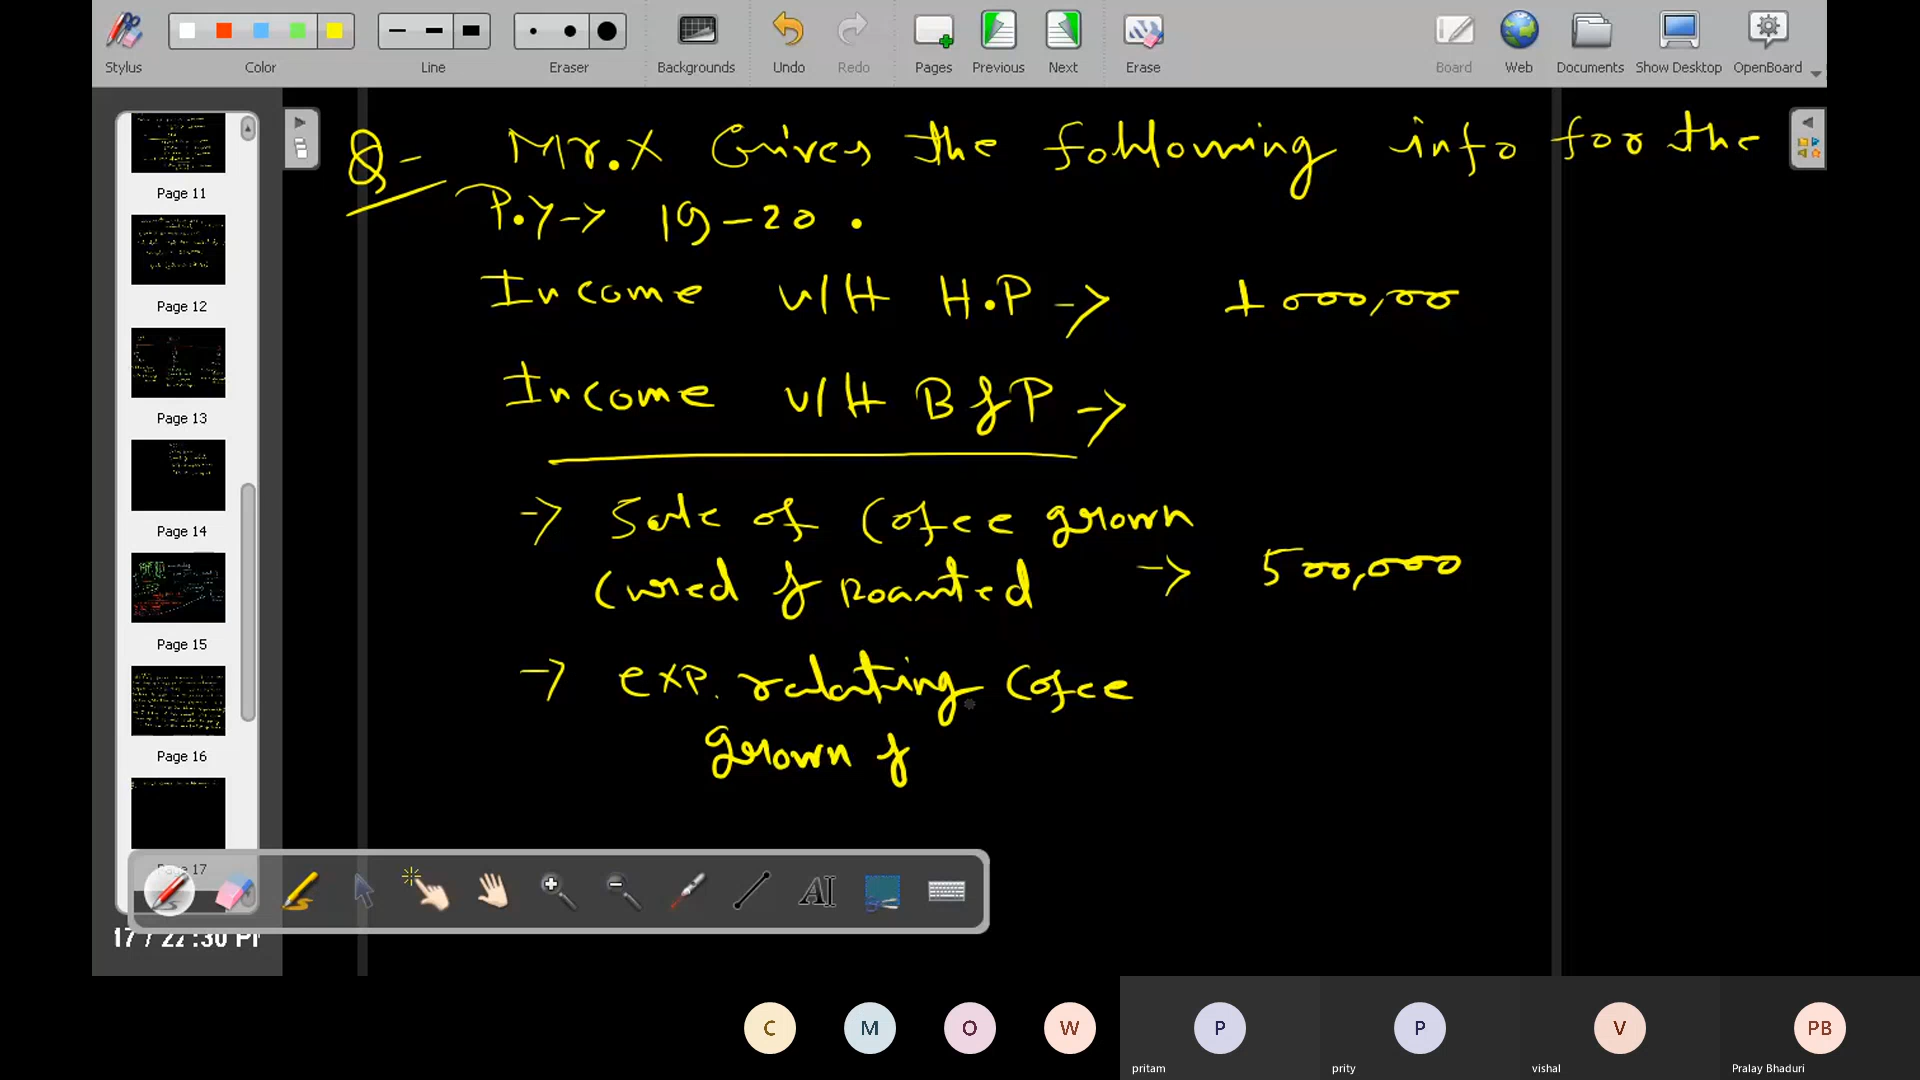 Stylus Color Line Eraser Backgrounds Undo Redo Pages Previous Next Erase Board Web Documents Show Desktop OpenBoard
Page 11
Page 12
Page 13
Page 14
Page 15
Page 16
Page 17
Q- Mr.X Gives the following info for the
P.Y-> 19-20.
Income u/H H.P ->
Income u/H B & P ->
-> Sale of Cofee grown
Cured & Roasted -> 500,000
-> exp. relating Cofee
grown &
AI
C M O W P P V PB
pritam prity vishal Pralay Bhaduri